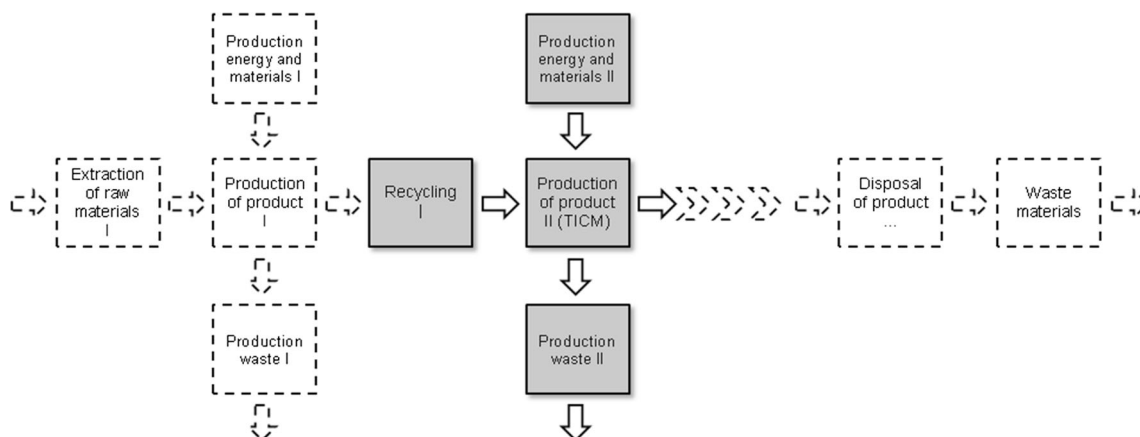 Production
energy and
materials I
Production
energy and
materials II
Extraction
of raw
materials
I
Production
of product
I
Recycling
I
Production
of product
II (TICM)
Disposal
of product
...
Waste
materials
Production
waste I
Production
waste II